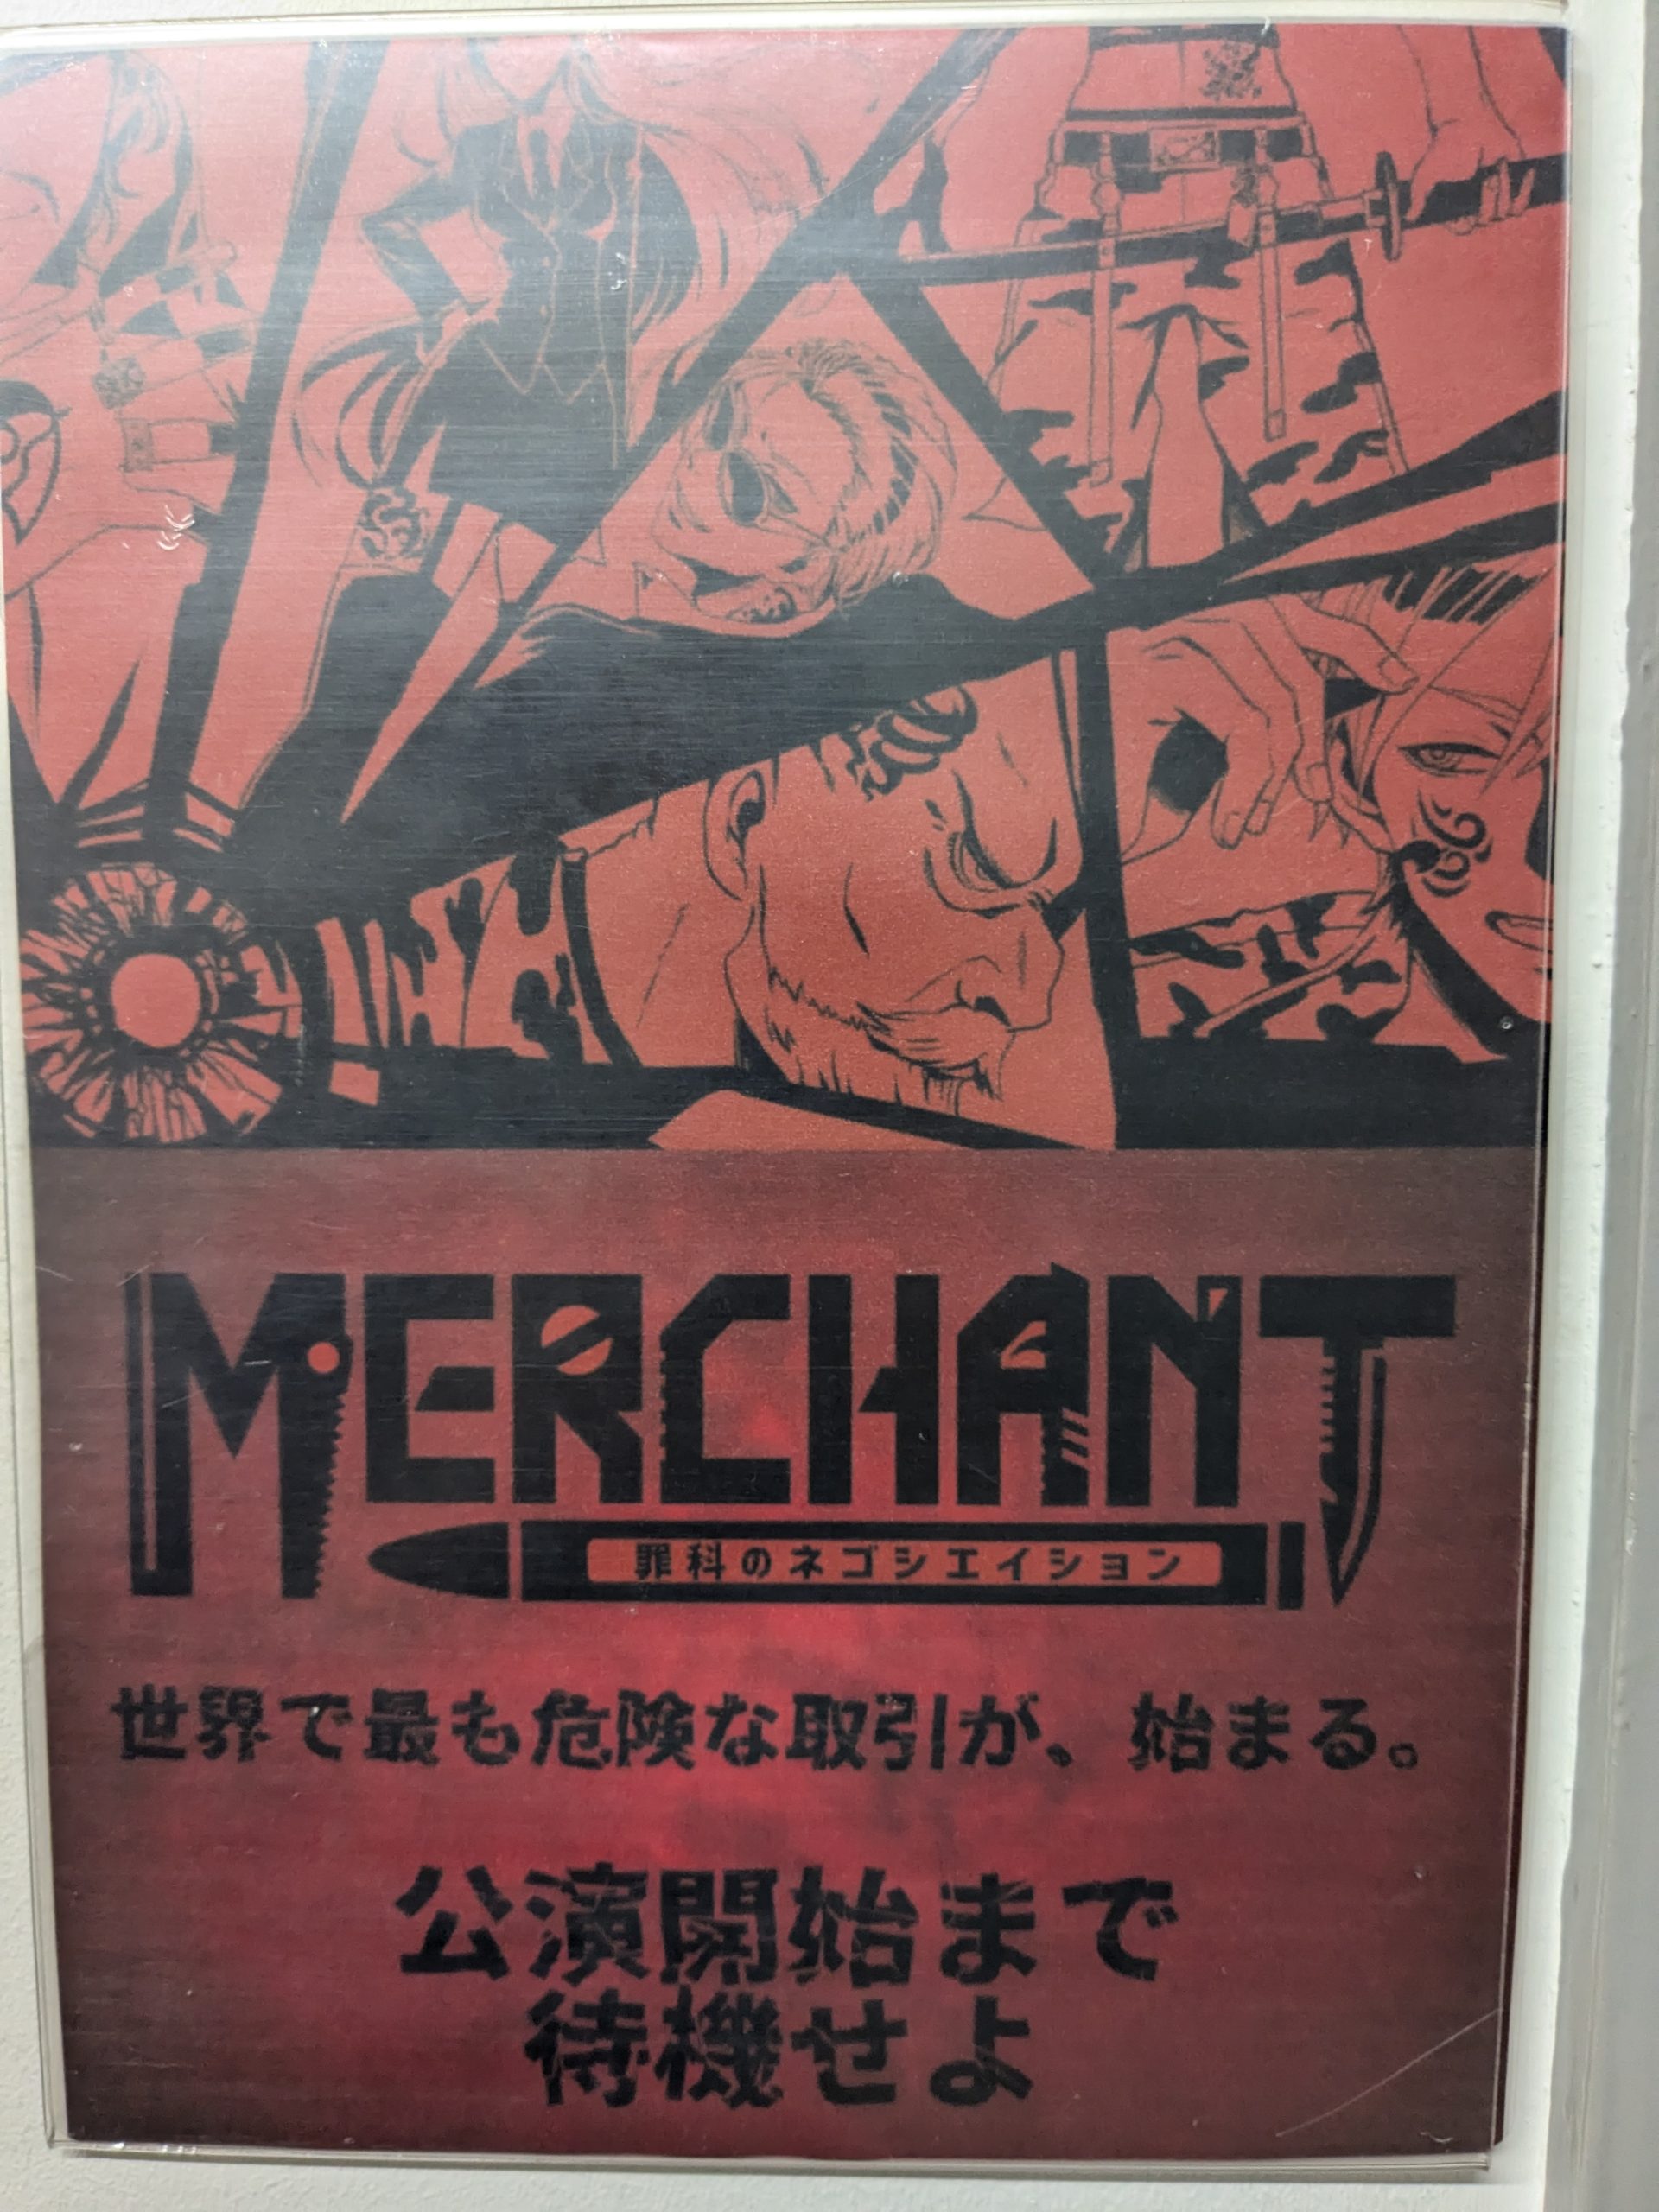 MERCHANT
罪科のネゴシエイション
世界で最も危険な取引が、始まる。
公演開始まで
待機せよ